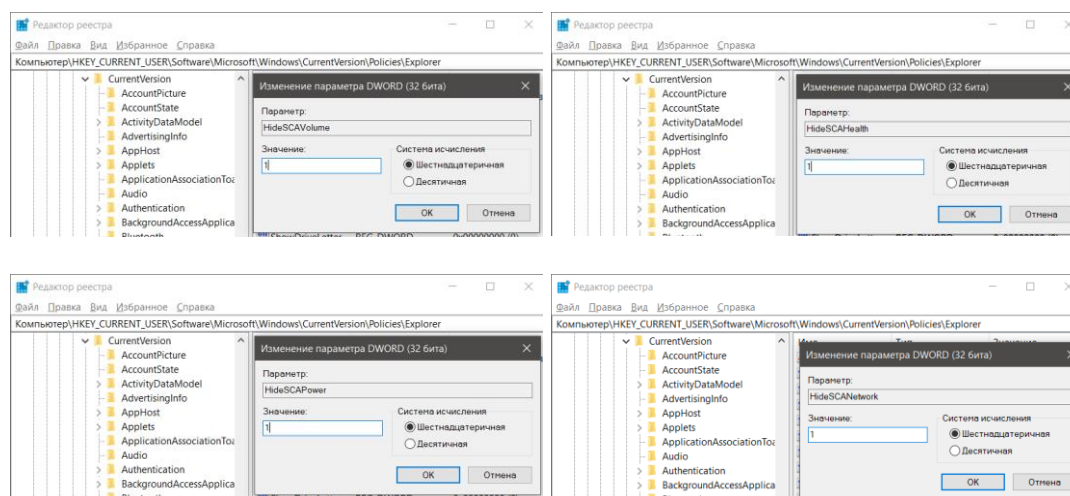 Редактор реестра
Файл Правка Вид Избранное Справка
Компьютер\HKEY_CURRENT_USER\Software\Microsoft\Windows\CurrentVersion\Policies\Explorer
CurrentVersion
AccountPicture
AccountState
ActivityDataModel
AdvertisingInfo
AppHost
Applets
ApplicationAssociationToa
Audio
Authentication
BackgroundAccessApplica
Bluetooth
Изменение параметра DWORD (32 бита)
Параметр:
HideSCAVolume
Значение:
1
Система исчисления
Шестнадцатеричная
Десятичная
OK
Отмена
ShowDriveLetter REG_DWORD 0x00000000 (0)
Редактор реестра
Файл Правка Вид Избранное Справка
Компьютер\HKEY_CURRENT_USER\Software\Microsoft\Windows\CurrentVersion\Policies\Explorer
CurrentVersion
AccountPicture
AccountState
ActivityDataModel
AdvertisingInfo
AppHost
Applets
ApplicationAssociationToa
Audio
Authentication
BackgroundAccessApplica
Изменение параметра DWORD (32 бита)
Параметр:
HideSCAHealth
Значение:
1
Система исчисления
Шестнадцатеричная
Десятичная
OK
Отмена
Редактор реестра
Файл Правка Вид Избранное Справка
Компьютер\HKEY_CURRENT_USER\Software\Microsoft\Windows\CurrentVersion\Policies\Explorer
CurrentVersion
AccountPicture
AccountState
ActivityDataModel
AdvertisingInfo
AppHost
Applets
ApplicationAssociationToa
Audio
Authentication
BackgroundAccessApplica
Изменение параметра DWORD (32 бита)
Параметр:
HideSCAPower
Значение:
1
Система исчисления
Шестнадцатеричная
Десятичная
OK
Отмена
Редактор реестра
Файл Правка Вид Избранное Справка
Компьютер\HKEY_CURRENT_USER\Software\Microsoft\Windows\CurrentVersion\Policies\Explorer
CurrentVersion
AccountPicture
AccountState
ActivityDataModel
AdvertisingInfo
AppHost
Applets
ApplicationAssociationToa
Audio
Authentication
BackgroundAccessApplica
Изменение параметра DWORD (32 бита)
Параметр:
HideSCANetwork
Значение:
1
Система исчисления
Шестнадцатеричная
Десятичная
OK
Отмена